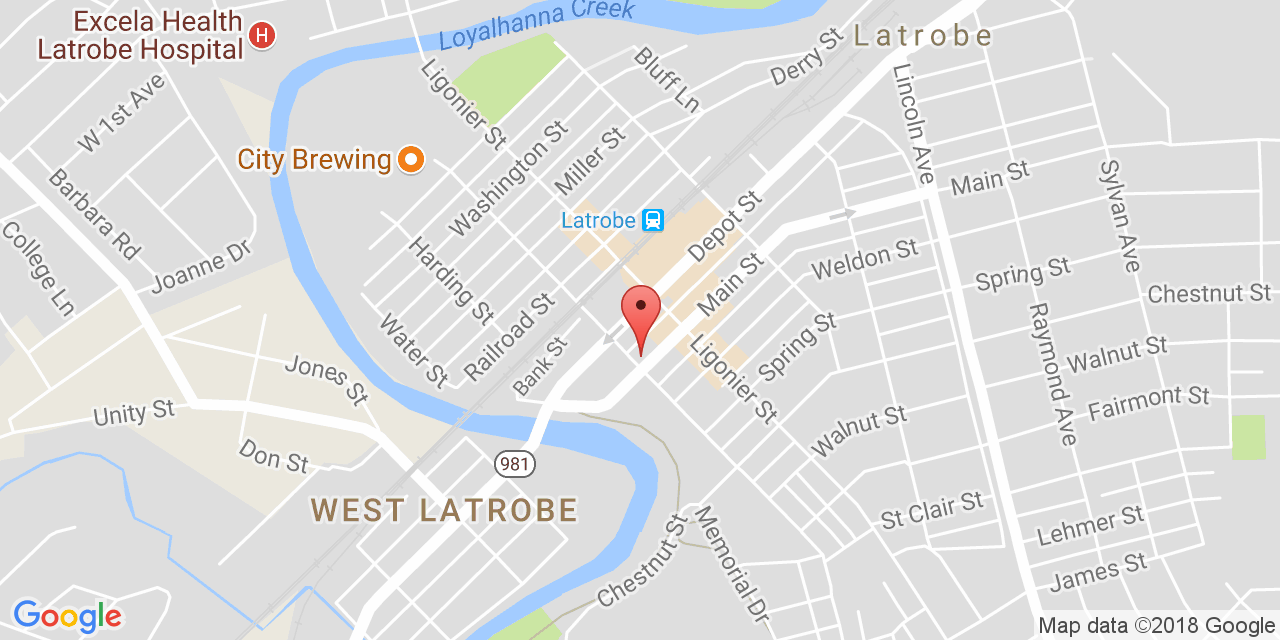 Excela Health
Latrobe Hospital
H
Loyalhanna Creek
Latrobe
Derry St
Bluff Ln
Ligonier St
W 1st Ave
Lincoln Ave
City Brewing
Washington St
Miller St
Main St
Sylvan Ave
Barbara Rd
Latrobe
Depot St
College Ln
Joanne Dr
Harding St
Main St
Weldon St
Spring St
Chestnut St
Water St
Railroad St
Bank St
Spring St
Raymond Ave
Walnut St
Jones St
Ligonier St
Fairmont St
Unity St
Walnut St
Don St
981
WEST LATROBE
St Clair St
Lehmer St
Chestnut St
Memorial Dr
James St
Google
Map data ©2018 Google